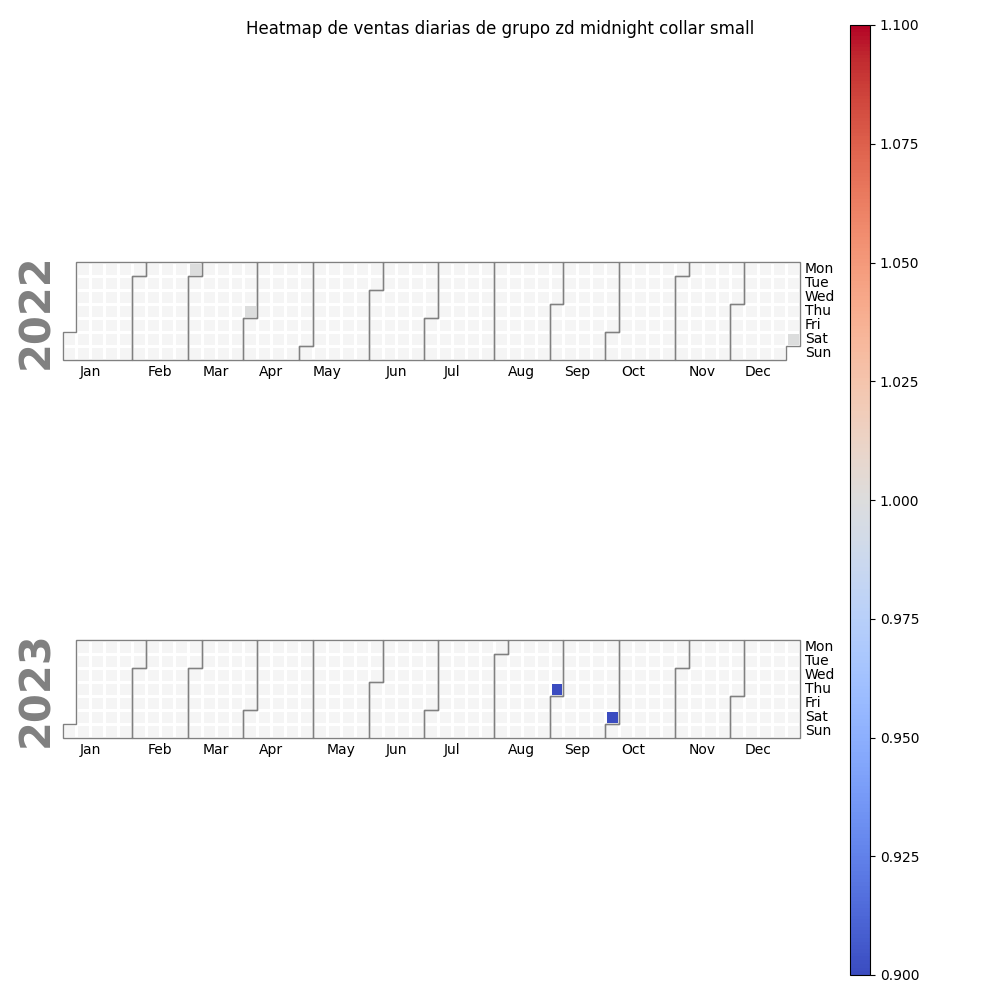 Heatmap de ventas diarias de grupo zd midnight collar small
2022
Mon
Tue
Wed
Thu
Fri
Sat
Sun
Jan Feb Mar Apr May Jun Jul Aug Sep Oct Nov Dec
2023
Mon
Tue
Wed
Thu
Fri
Sat
Sun
Jan Feb Mar Apr May Jun Jul Aug Sep Oct Nov Dec
1.100
1.075
1.050
1.025
1.000
0.975
0.950
0.925
0.900